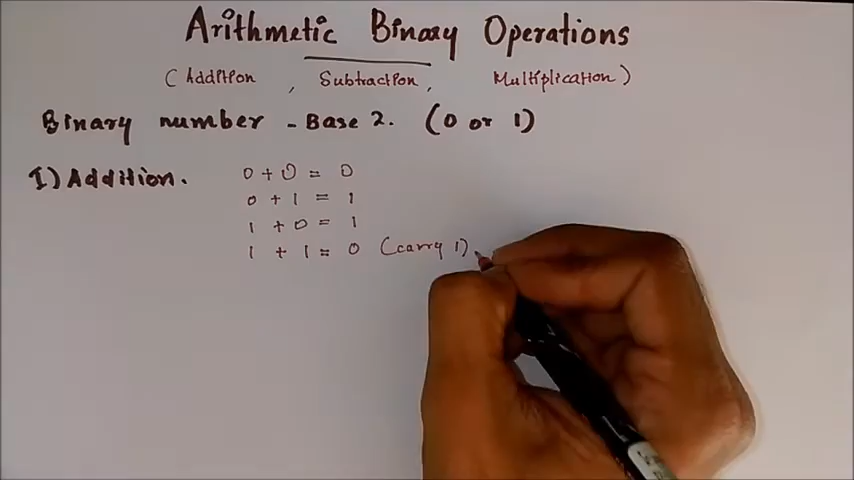 Arithmetic Binary Operations
(Addition, Subtraction, Multiplication)
Binary number - Base 2. (0 or 1)
I) Addition. 0 + 0 = 0
0 + 1 = 1
1 + 0 = 1
1 + 1 = 0 (carry 1)